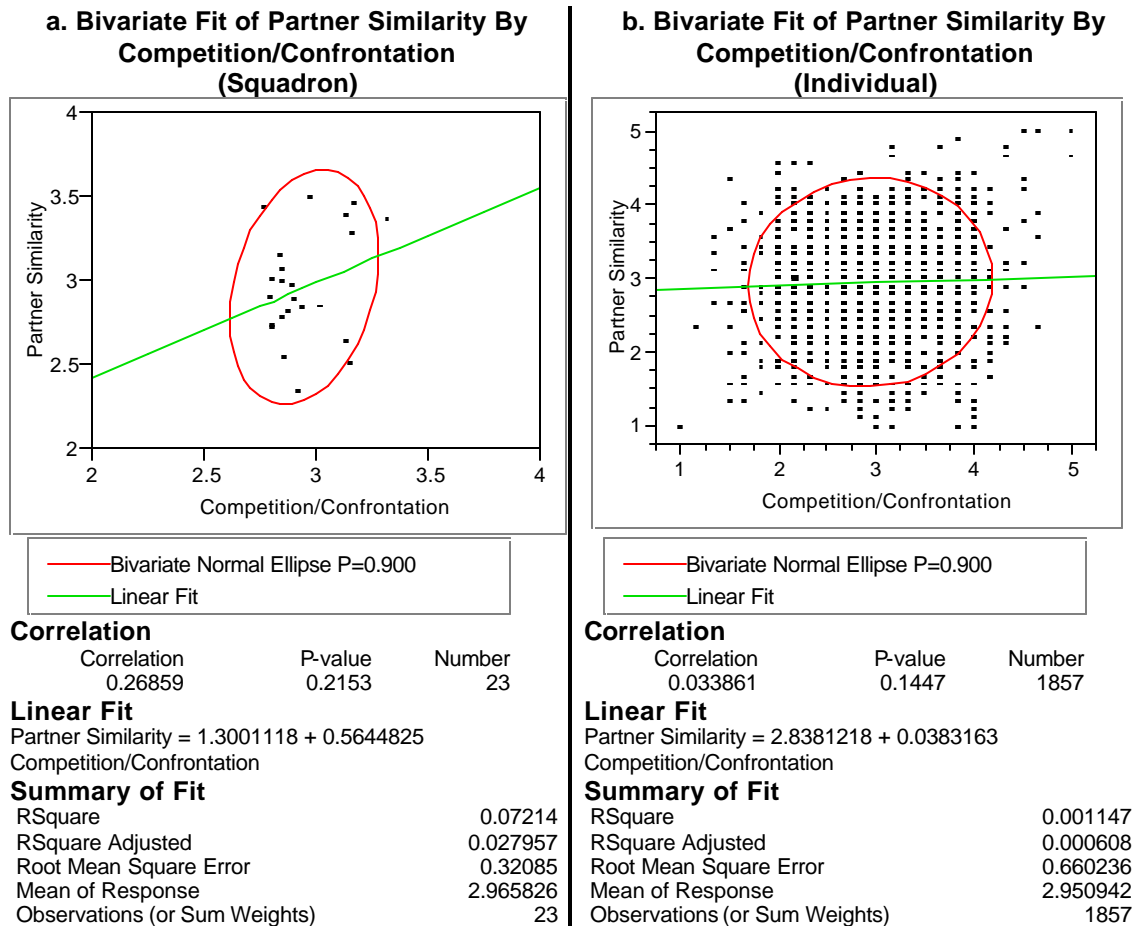 a. Bivariate Fit of Partner Similarity By
Competition/Confrontation
(Squadron)
4
3.5
3
2.5
2
Partner Similarity
2
2.5
3
3.5
4
Competition/Confrontation
Bivariate Normal Ellipse P=0.900
Linear Fit
Correlation
Correlation P-value Number
0.26859 0.2153 23
Linear Fit
Partner Similarity = 1.3001118 + 0.5644825
Competition/Confrontation
Summary of Fit
RSquare 0.07214
RSquare Adjusted 0.027957
Root Mean Square Error 0.32085
Mean of Response 2.965826
Observations (or Sum Weights) 23
b. Bivariate Fit of Partner Similarity By
Competition/Confrontation
(Individual)
5
4
3
2
1
Partner Similarity
1
2
3
4
5
Competition/Confrontation
Bivariate Normal Ellipse P=0.900
Linear Fit
Correlation
Correlation P-value Number
0.033861 0.1447 1857
Linear Fit
Partner Similarity = 2.8381218 + 0.0383163
Competition/Confrontation
Summary of Fit
RSquare 0.001147
RSquare Adjusted 0.000608
Root Mean Square Error 0.660236
Mean of Response 2.950942
Observations (or Sum Weights) 1857